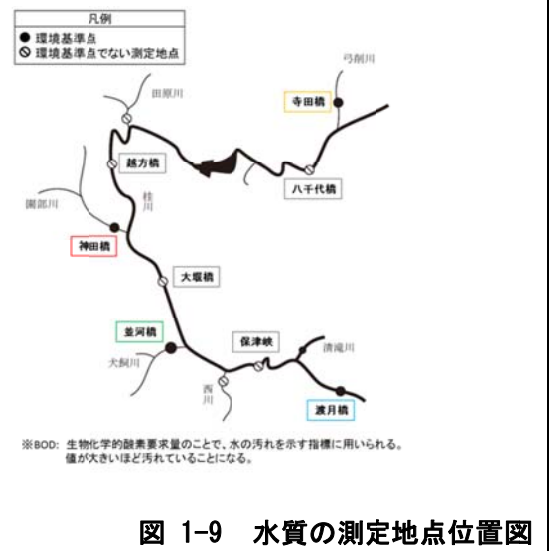 凡例
● 環境基準点
⦸ 環境基準点でない測定地点
弓削川
田原川
寺田橋
越方橋
八千代橋
桂川
園部川
神田橋
大堰橋
並河橋
保津峡
清滝川
犬飼川
西川
渡月橋
※BOD: 生物化学的酸素要求量のことで、水の汚れを示す指標に用いられる。
値が大きいほど汚れていることになる。
図 1-9 水質の測定地点位置図